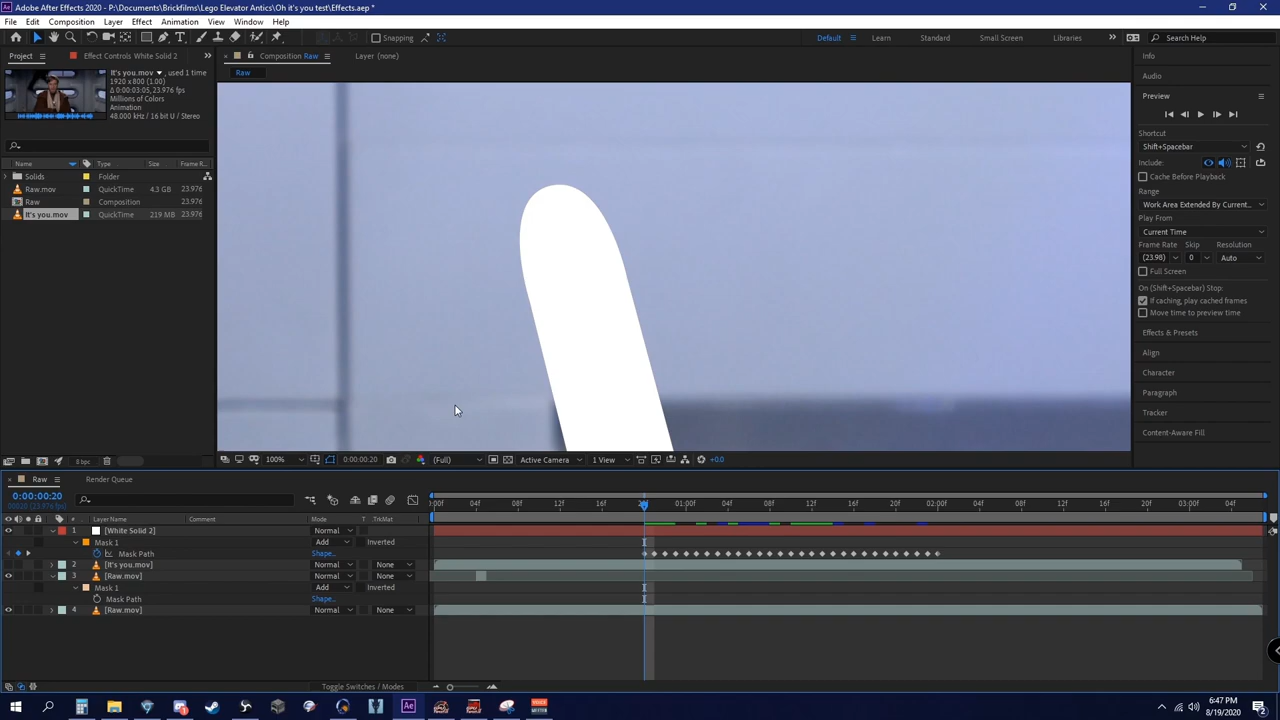 Adobe After Effects 2020 - P:\Documents\Brickfilms\Lego Elevator Antics\Oh it's you test\Effects.aep *
File Edit Composition Layer Effect Animation View Window Help
Snapping
Default Learn Standard Small Screen Libraries Search Help
Project Effect Controls White Solid 2
Composition Raw Layer (none)
Info
Raw
It's you.mov, used 1 time
1920 x 800 (1.00)
Δ 0:00:03:05, 23.976 fps
Millions of Colors
Animation
48.000 kHz / 16 bit U / Stereo
Audio
Preview
Shortcut
Shift+Spacebar
Include:
Cache Before Playback
Range
Work Area Extended By Current...
Play From
Current Time
Frame Rate Skip Resolution
(23.98) 0 Auto
Full Screen
On (Shift+Spacebar) Stop:
If caching, play cached frames
Move time to preview time
Effects & Presets
Align
Character
Paragraph
Tracker
Content-Aware Fill
Name Type Size Frame R...
Solids Folder
Raw.mov QuickTime 4.3 GB 23.976
Raw Composition 23.976
It's you.mov QuickTime 219 MB 23.976
8 bpc
100% 0:00:00:20 (Full) Active Camera 1 View +0.0
Raw Render Queue
0:00:00:20
00020 (23.976 fps)
:00f 04f 08f 12f 16f 01:00f 04f 08f 12f 16f 20f 02:00f 04f 08f 12f 16f 20f 03:00f 04f
# Layer Name Comment Mode T TrkMat
1 [White Solid 2] Normal
Mask 1 Add Inverted
Mask Path Shape...
2 [It's you.mov] Normal None
3 [Raw.mov] Normal None
Mask 1 Add Inverted
Mask Path Shape...
4 [Raw.mov] Normal None
Toggle Switches / Modes
6:47 PM
8/19/2020